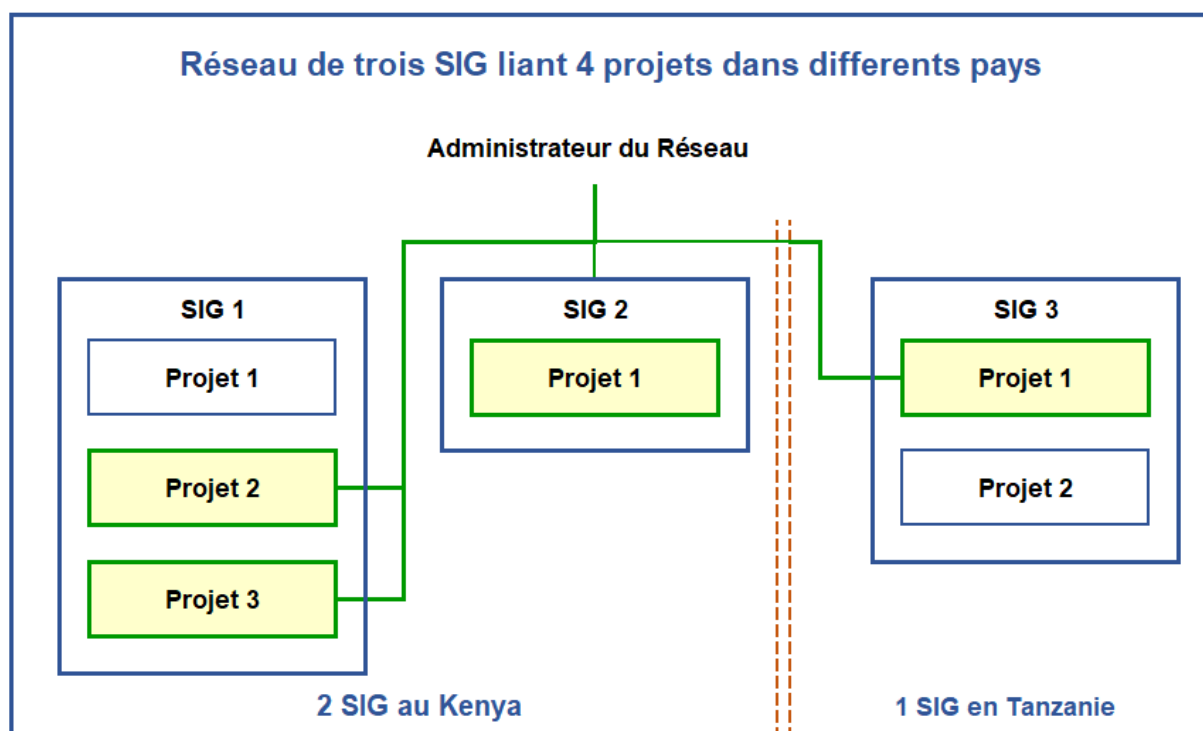 Réseau de trois SIG liant 4 projets dans differents pays
Administrateur du Réseau
SIG 1
Projet 1
Projet 2
Projet 3
SIG 2
Projet 1
SIG 3
Projet 1
Projet 2
2 SIG au Kenya
1 SIG en Tanzanie